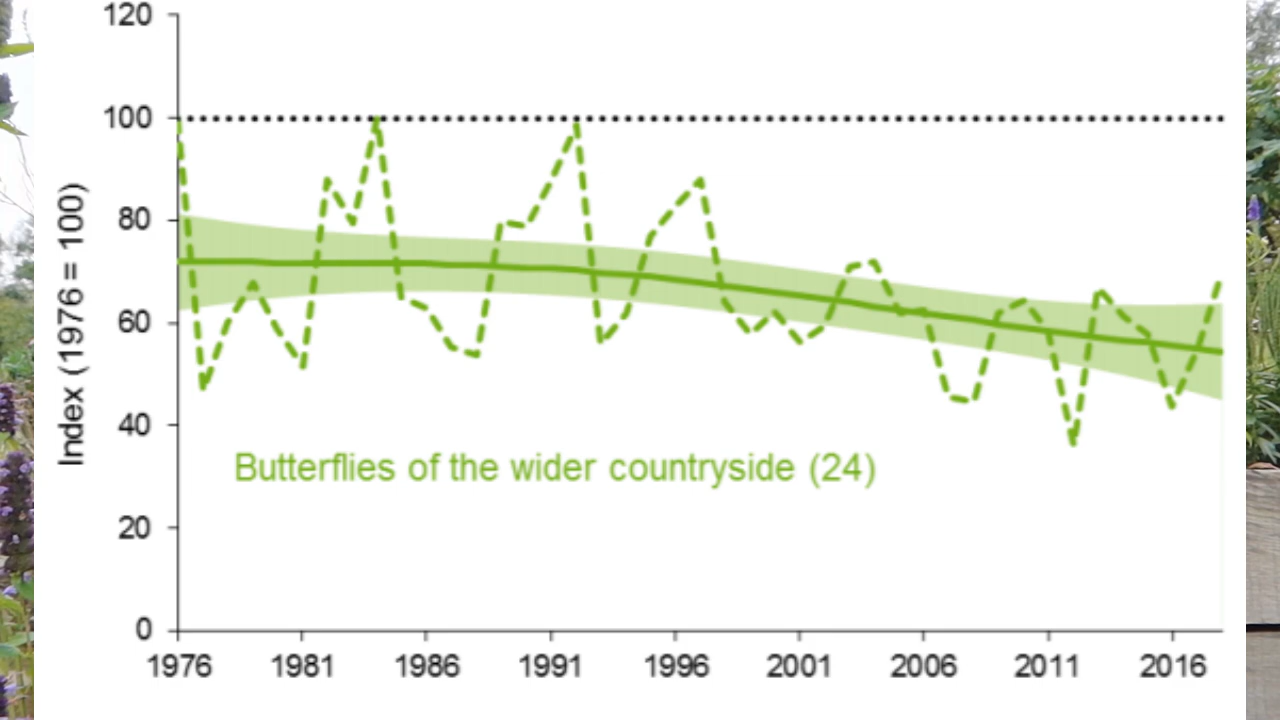 120
100
80
60
40
20
0
Index (1976 = 100)
Butterflies of the wider countryside (24)
1976 1981 1986 1991 1996 2001 2006 2011 2016